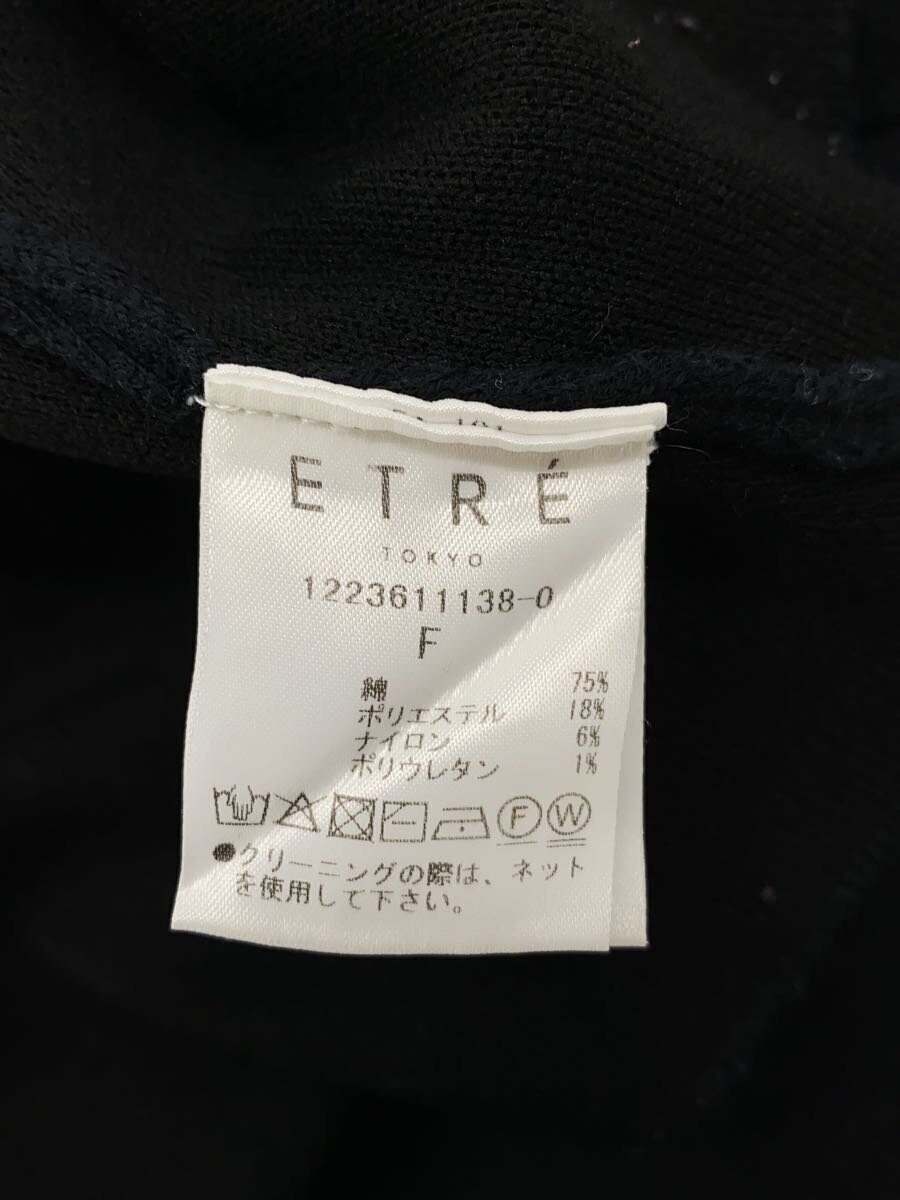 ETRÉ
TOKYO
1223611138-0
F
綿 75%
ポリエステル 18%
ナイロン 6%
ポリウレタン 1%
F W
●クリーニングの際は、ネット
を使用して下さい。